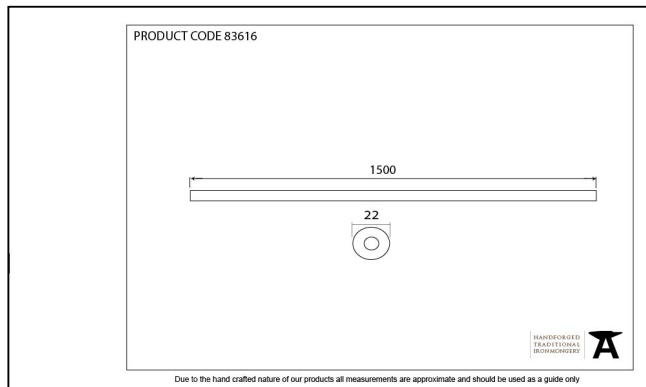 PRODUCT CODE 83616
1500
22
HANDFORGED
TRADITIONAL
IRONMONGERY
Due to the hand crafted nature of our products all measurements are approximate and should be used as a guide only